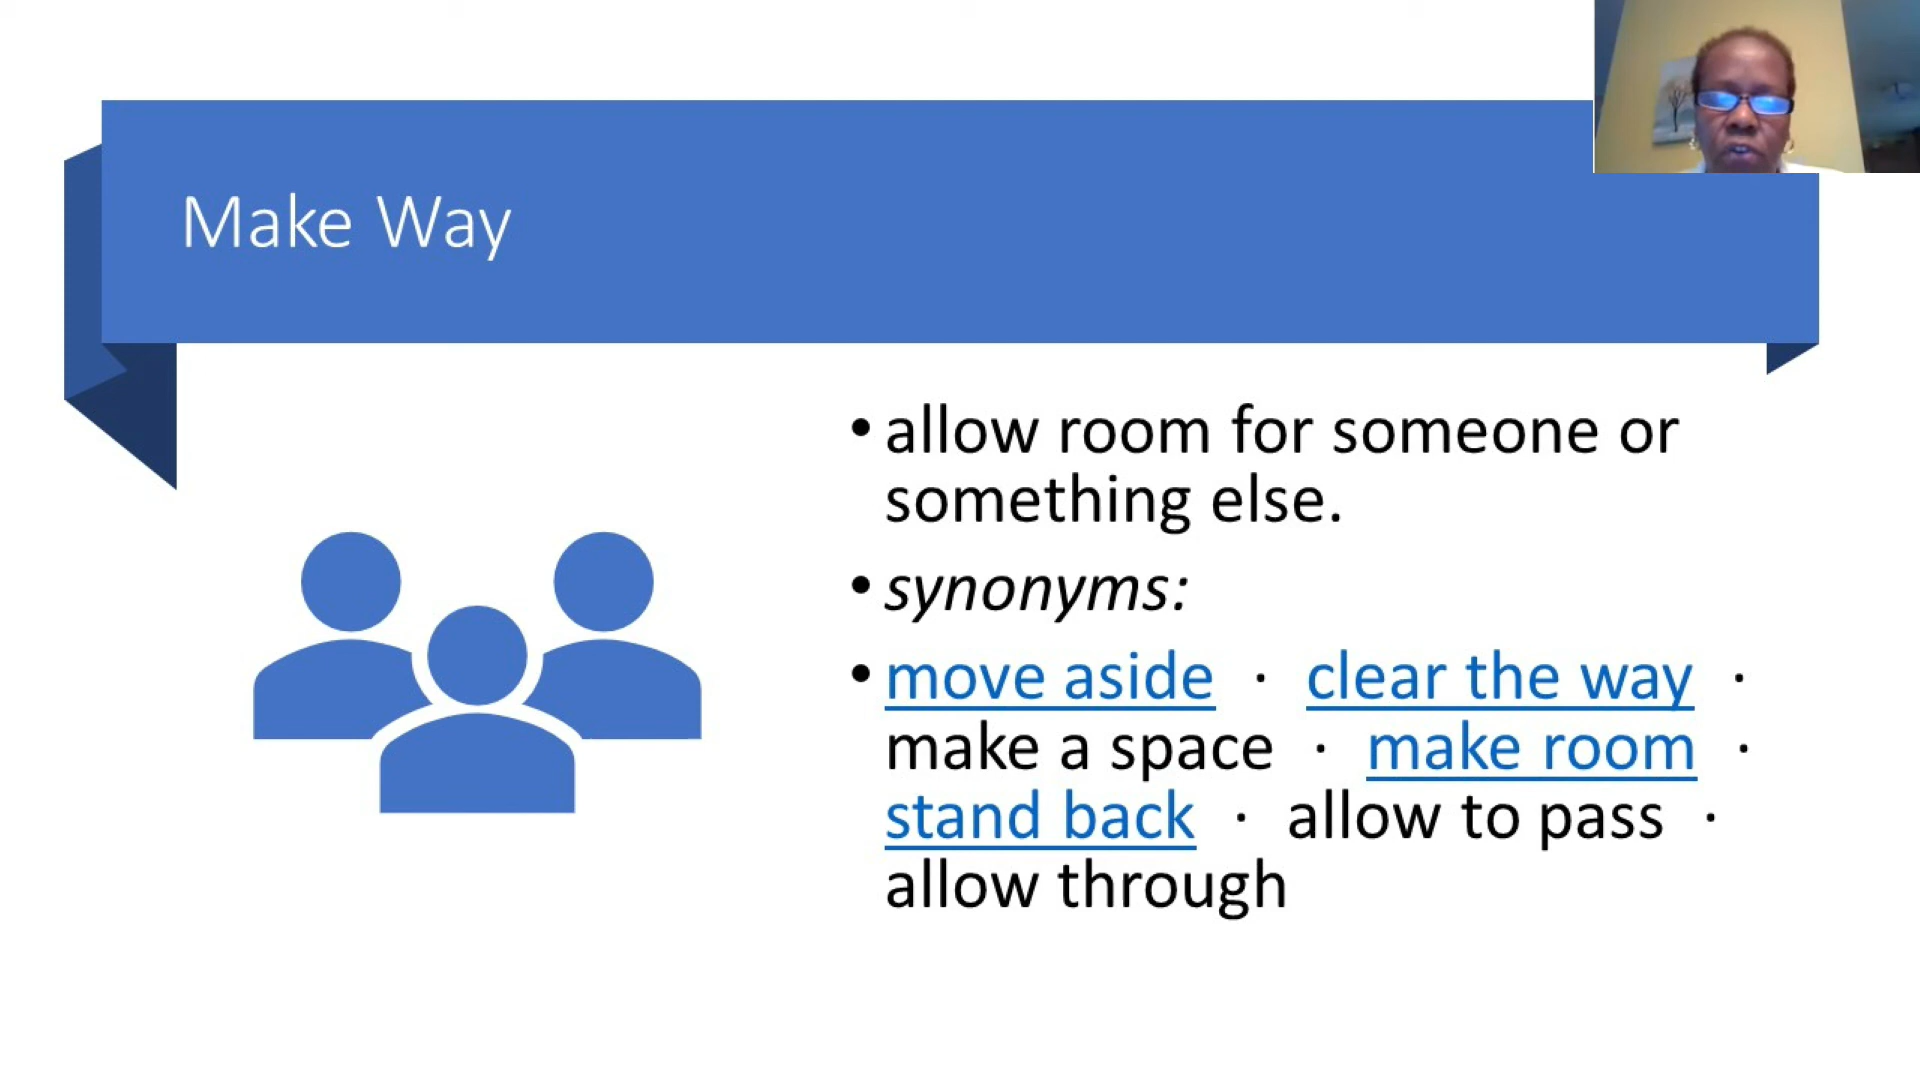 Make Way
• allow room for someone or
something else.
• synonyms:
• move aside · clear the way ·
make a space · make room ·
stand back · allow to pass ·
allow through